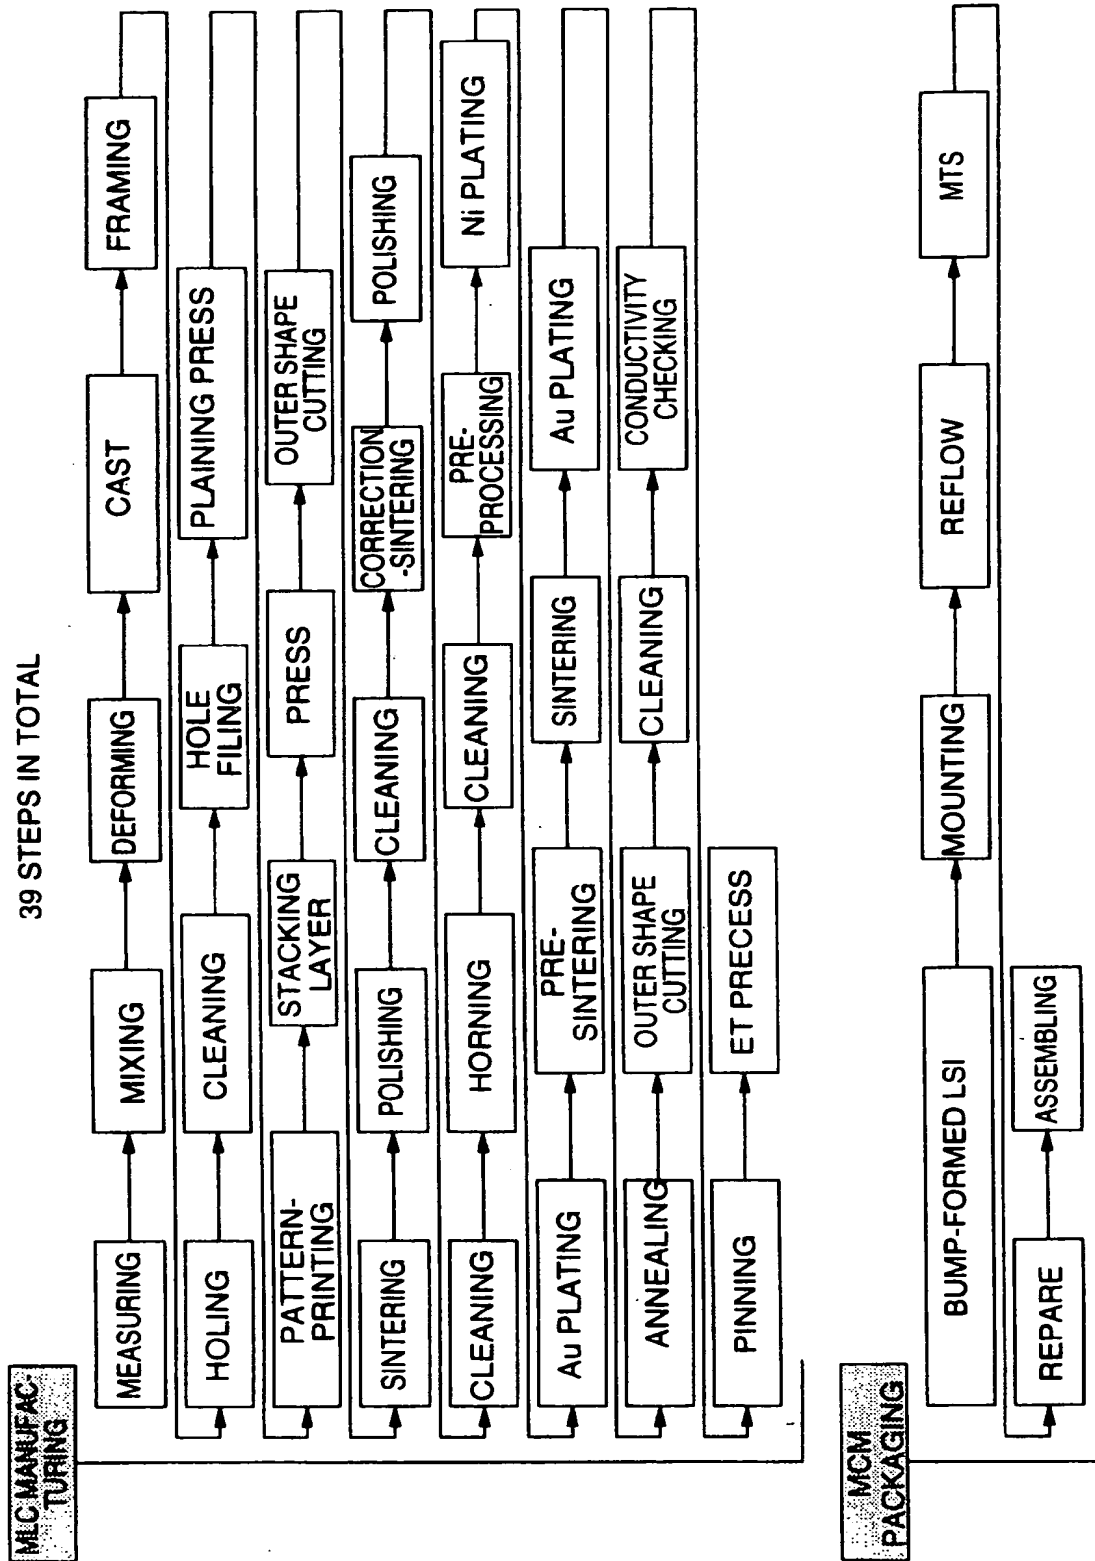 39 STEPS IN TOTAL
MLC MANUFAC-
TURING
MEASURING
MIXING
DEFORMING
CAST
FRAMING
HOLING
CLEANING
HOLE
FILING
PLAINING PRESS
PATTERN-
PRINTING
STACKING
LAYER
PRESS
OUTER SHAPE
CUTTING
SINTERING
POLISHING
CLEANING
CORRECTION
-SINTERING
POLISHING
CLEANING
HORNING
CLEANING
PRE-
PROCESSING
Ni PLATING
Au PLATING
PRE-
SINTERING
SINTERING
Au PLATING
ANNEALING
OUTER SHAPE
CUTTING
CLEANING
CONDUCTIVITY
CHECKING
PINNING
ET PRECESS
MCM
PACKAGING
BUMP-FORMED LSI
MOUNTING
REFLOW
MTS
REPARE
ASSEMBLING